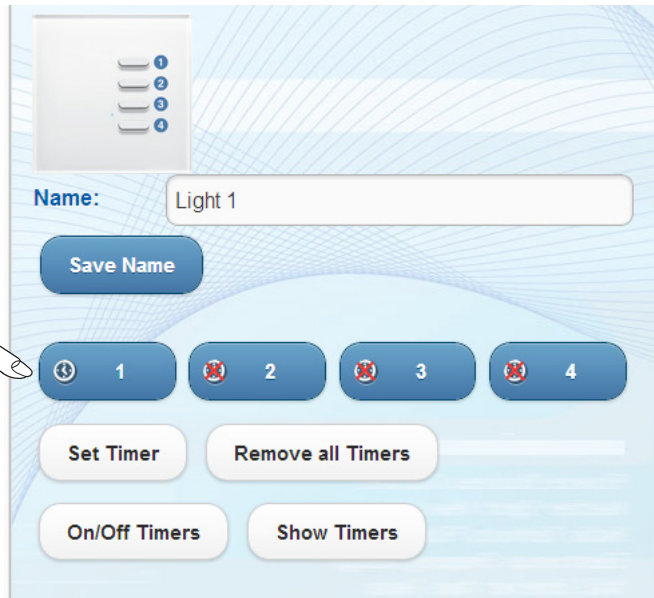 1
2
3
4
Name: Light 1
Save Name
1 2 3 4
Set Timer Remove all Timers
On/Off Timers Show Timers